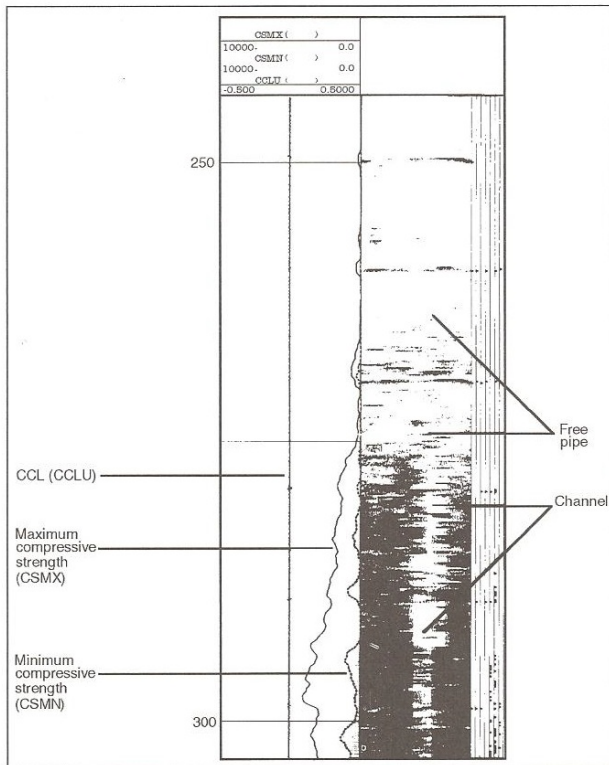 CSMX ( )
10000. 0.0
CSMN ( )
10000. 0.0
CCLU ( )
-0.500 0.5000
250
Free
pipe
CCL (CCLU)
Channel
Maximum
compressive
strength
(CSMX)
Minimum
compressive
strength
(CSMN)
300